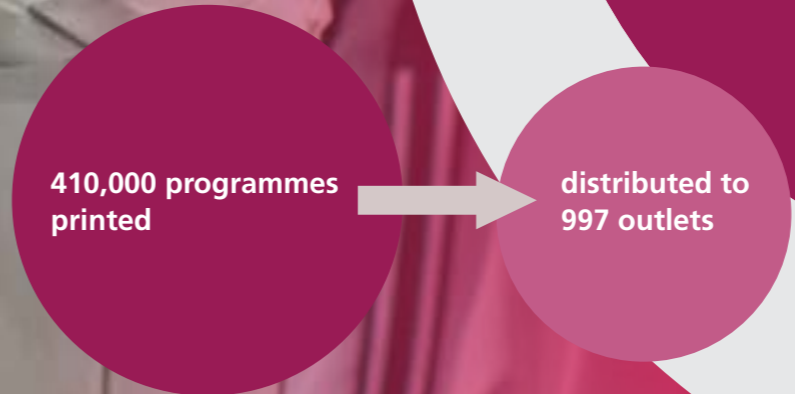 410,000 programmes
printed
distributed to
997 outlets